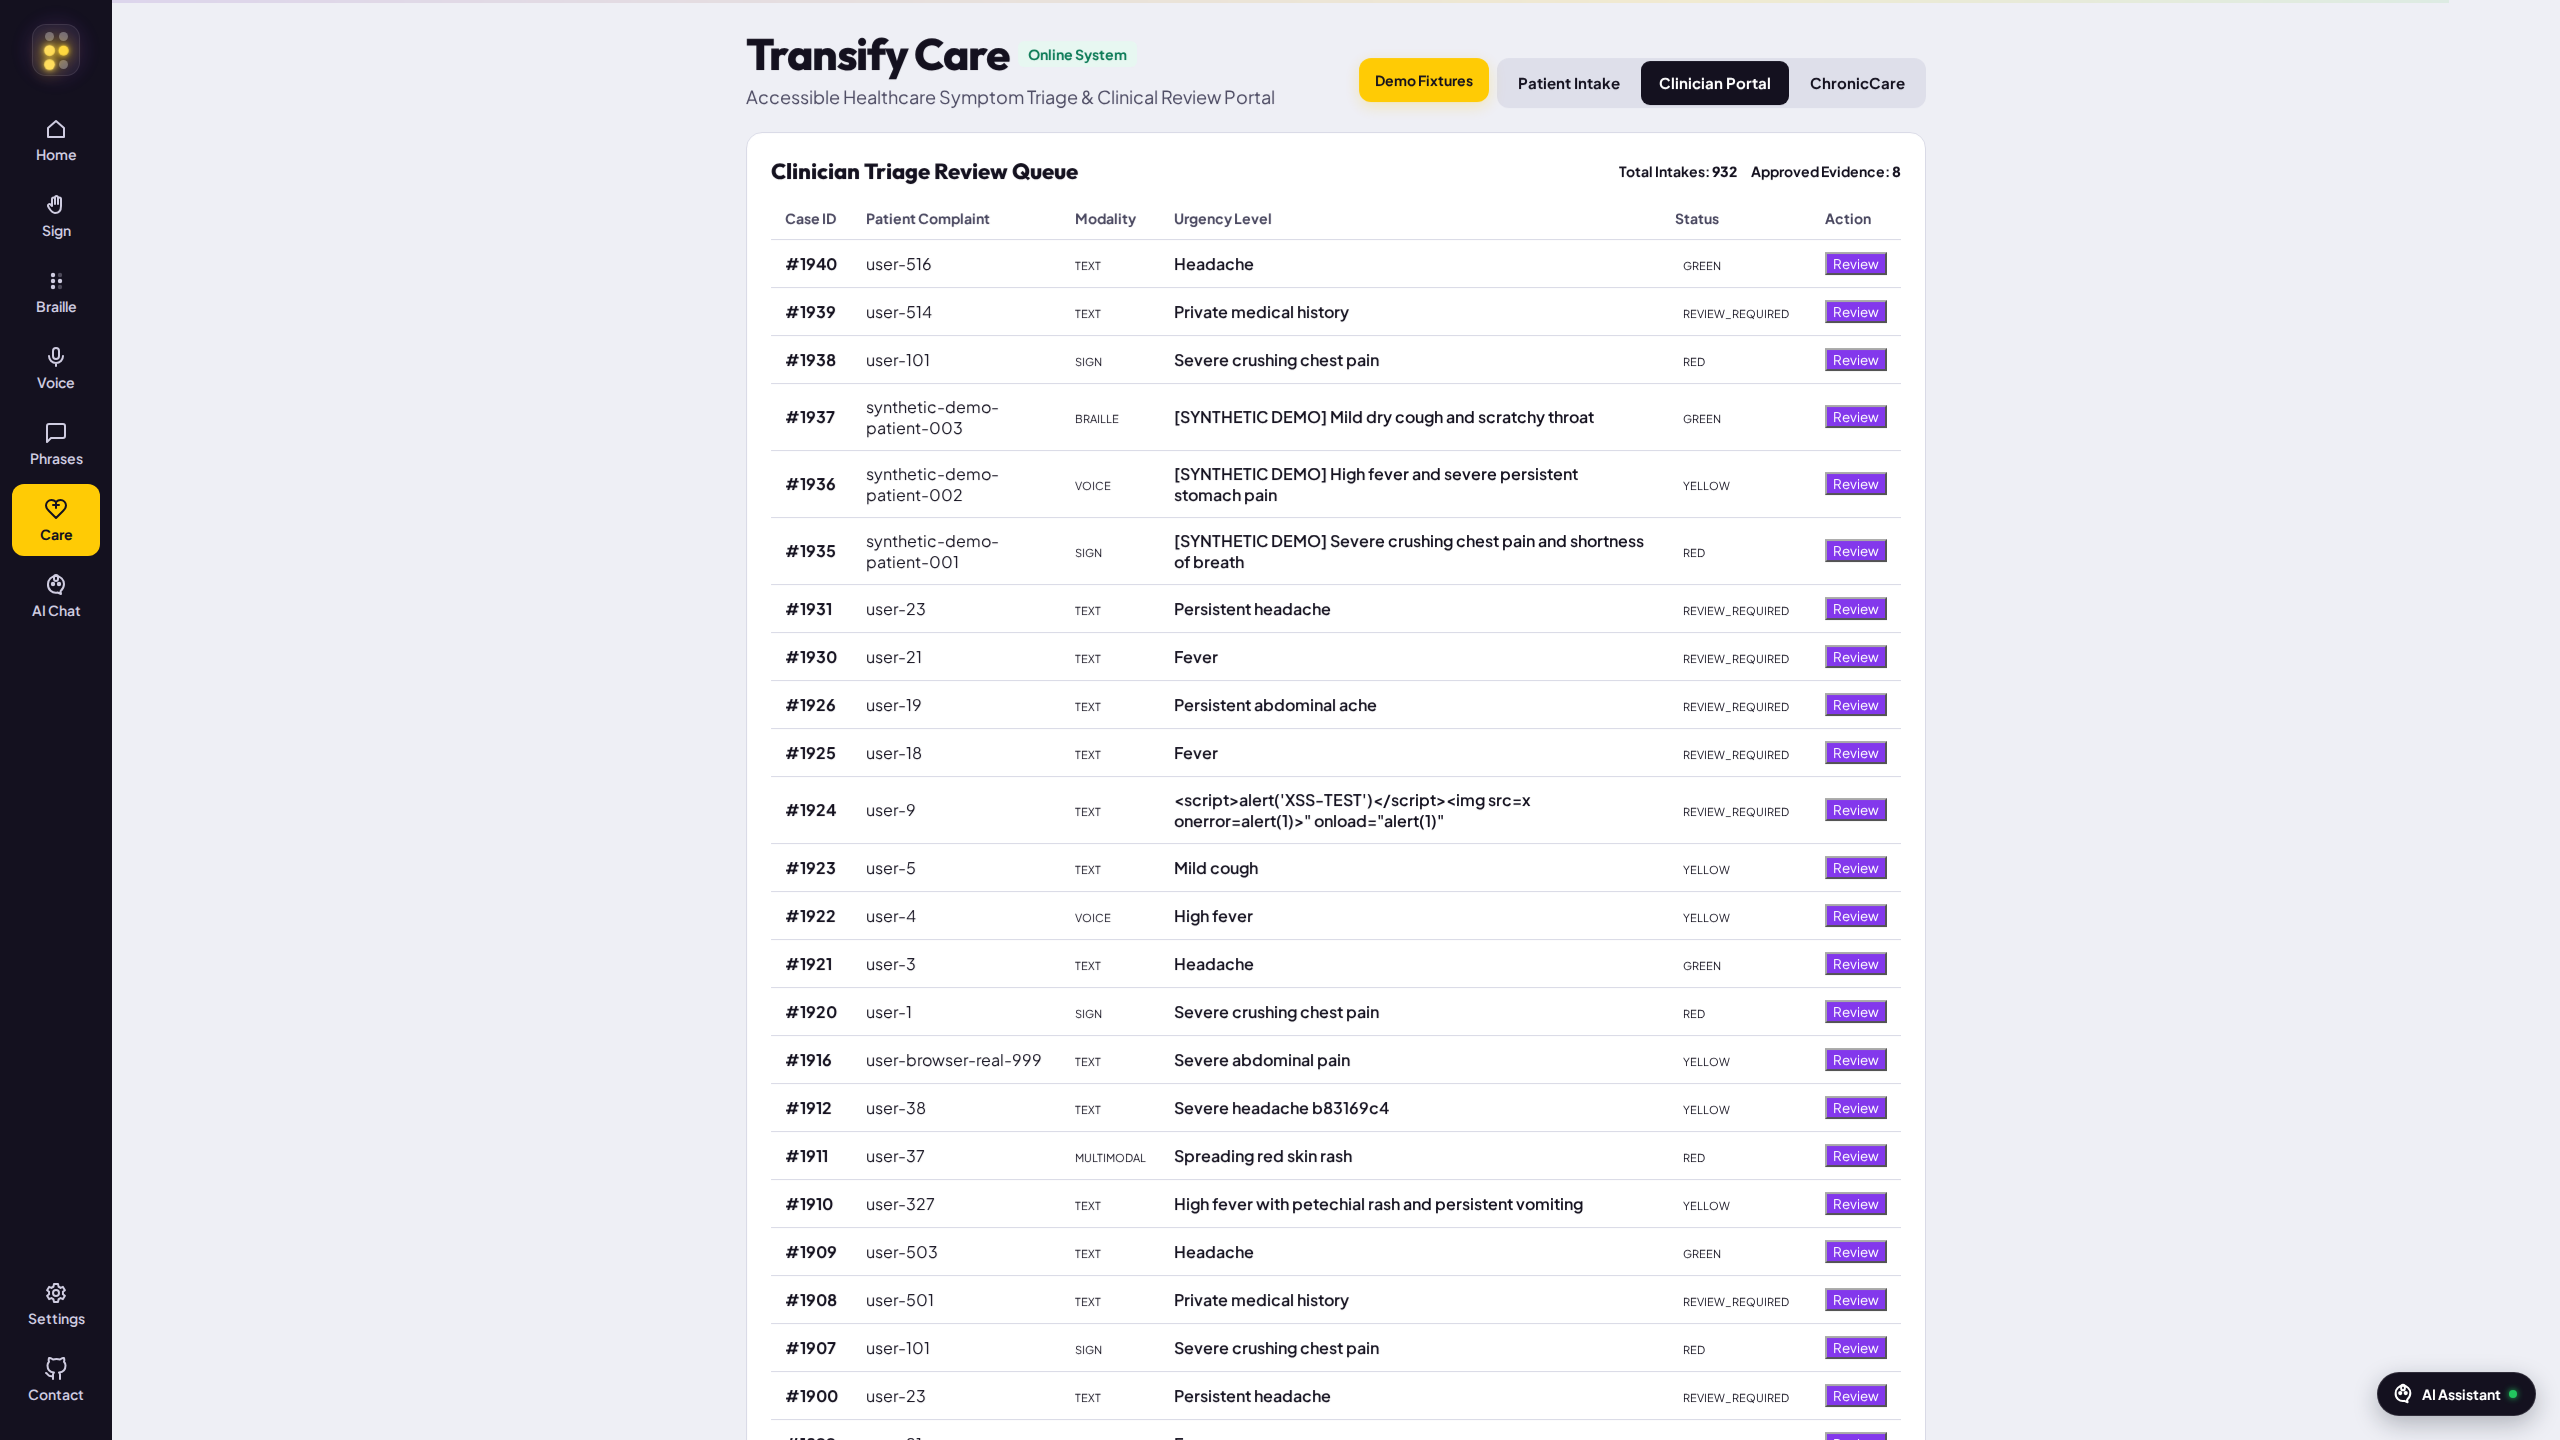 Home
Sign
Braille
Voice
Phrases
Care
AI Chat
Settings
Contact
Transify Care Online System
Accessible Healthcare Symptom Triage & Clinical Review Portal
Demo Fixtures Patient Intake Clinician Portal ChronicCare
Clinician Triage Review Queue Total Intakes: 932 Approved Evidence: 8
Case ID Patient Complaint Modality Urgency Level Status Action
#1940 user-516 TEXT Headache GREEN Review
#1939 user-514 TEXT Private medical history REVIEW_REQUIRED Review
#1938 user-101 SIGN Severe crushing chest pain RED Review
#1937 synthetic-demo-
patient-003 BRAILLE [SYNTHETIC DEMO] Mild dry cough and scratchy throat GREEN Review
#1936 synthetic-demo-
patient-002 VOICE [SYNTHETIC DEMO] High fever and severe persistent
stomach pain YELLOW Review
#1935 synthetic-demo-
patient-001 SIGN [SYNTHETIC DEMO] Severe crushing chest pain and shortness
of breath RED Review
#1931 user-23 TEXT Persistent headache REVIEW_REQUIRED Review
#1930 user-21 TEXT Fever REVIEW_REQUIRED Review
#1926 user-19 TEXT Persistent abdominal ache REVIEW_REQUIRED Review
#1925 user-18 TEXT Fever REVIEW_REQUIRED Review
#1924 user-9 TEXT <script>alert('XSS-TEST')</script><img src=x
onerror=alert(1)>" onload="alert(1)" REVIEW_REQUIRED Review
#1923 user-5 TEXT Mild cough YELLOW Review
#1922 user-4 VOICE High fever YELLOW Review
#1921 user-3 TEXT Headache GREEN Review
#1920 user-1 SIGN Severe crushing chest pain RED Review
#1916 user-browser-real-999 TEXT Severe abdominal pain YELLOW Review
#1912 user-38 TEXT Severe headache b83169c4 YELLOW Review
#1911 user-37 MULTIMODAL Spreading red skin rash RED Review
#1910 user-327 TEXT High fever with petechial rash and persistent vomiting YELLOW Review
#1909 user-503 TEXT Headache GREEN Review
#1908 user-501 TEXT Private medical history REVIEW_REQUIRED Review
#1907 user-101 SIGN Severe crushing chest pain RED Review
#1900 user-23 TEXT Persistent headache REVIEW_REQUIRED Review
AI Assistant